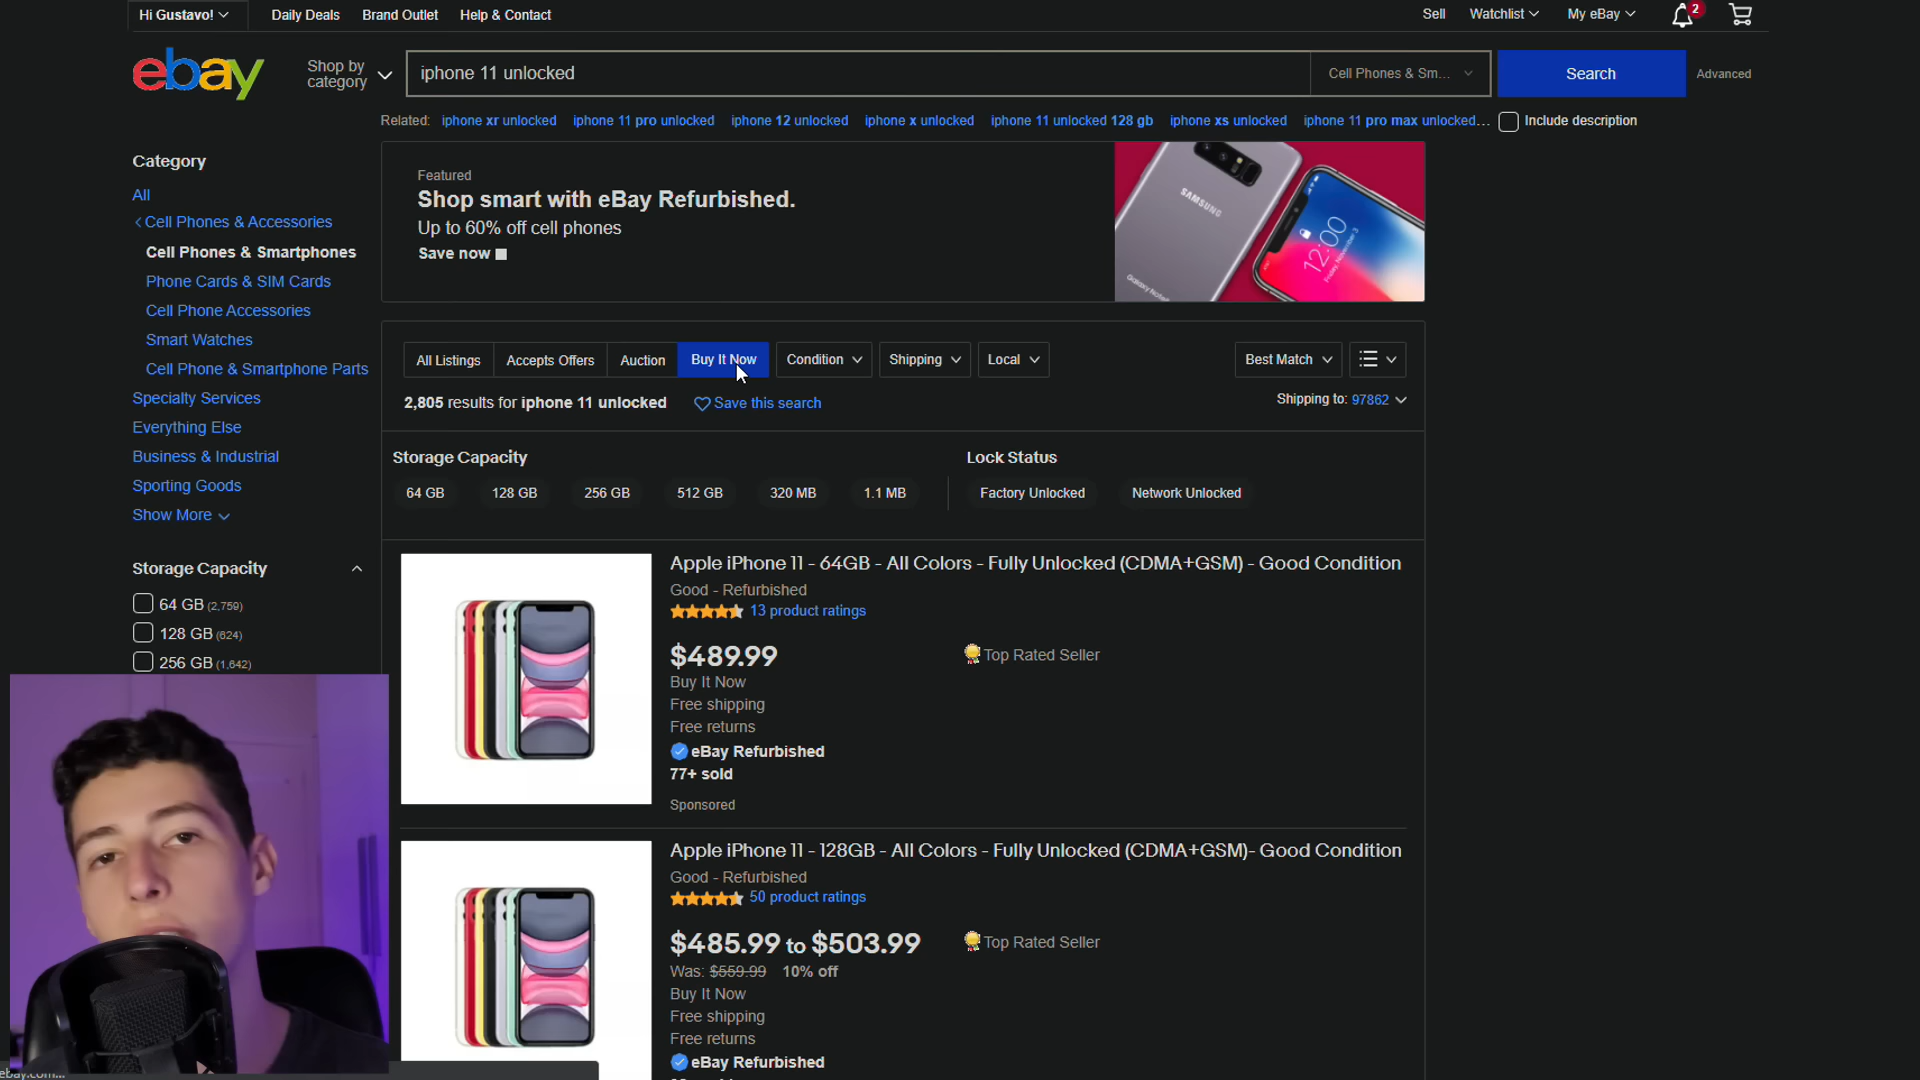 Hi Gustavo!
Daily Deals
Brand Outlet
Help & Contact
Sell
Watchlist
My eBay
2
ebay
Shop by
category
iphone 11 unlocked
Cell Phones & Sm...
Search
Advanced
Related:
iphone xr unlocked
iphone 11 pro unlocked
iphone 12 unlocked
iphone x unlocked
iphone 11 unlocked 128 gb
iphone xs unlocked
iphone 11 pro max unlocked...
Include description
Category
All
Cell Phones & Accessories
Cell Phones & Smartphones
Phone Cards & SIM Cards
Cell Phone Accessories
Smart Watches
Cell Phone & Smartphone Parts
Specialty Services
Everything Else
Business & Industrial
Sporting Goods
Show More
Storage Capacity
64 GB (2,759)
128 GB (624)
256 GB (1,642)
Featured
Shop smart with eBay Refurbished.
Up to 60% off cell phones
Save now
SAMSUNG
12:00
Friday, November 3
All Listings
Accepts Offers
Auction
Buy It Now
Condition
Shipping
Local
Best Match
2,805 results for iphone 11 unlocked
Save this search
Shipping to: 97862
Storage Capacity
64 GB
128 GB
256 GB
512 GB
320 MB
1.1 MB
Lock Status
Factory Unlocked
Network Unlocked
Apple iPhone 11 - 64GB - All Colors - Fully Unlocked (CDMA+GSM) - Good Condition
Good - Refurbished
13 product ratings
$489.99
Top Rated Seller
Buy It Now
Free shipping
Free returns
eBay Refurbished
77+ sold
Sponsored
Apple iPhone 11 - 128GB - All Colors - Fully Unlocked (CDMA+GSM)- Good Condition
Good - Refurbished
50 product ratings
$485.99 to $503.99
Top Rated Seller
Was: $559.99 10% off
Buy It Now
Free shipping
Free returns
eBay Refurbished